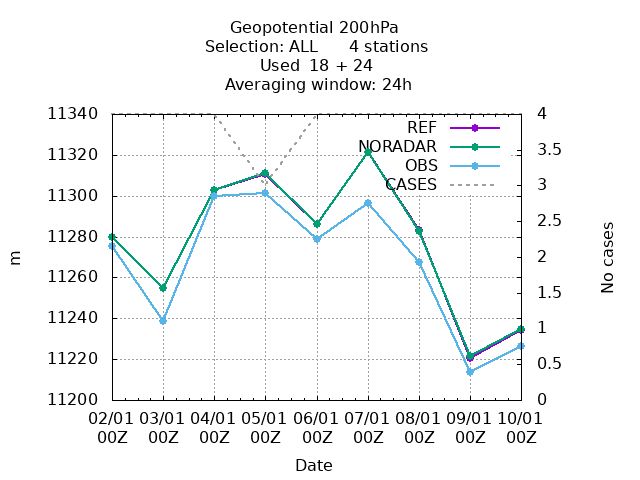 Geopotential 200hPa
Selection: ALL      4 stations
Used  18 + 24
Averaging window: 24h
11340
11320
11300
11280
11260
11240
11220
11200
m
4
3.5
3
2.5
2
1.5
1
0.5
0
No cases
REF
NORADAR
OBS
CASES
02/01 03/01 04/01 05/01 06/01 07/01 08/01 09/01 10/01
00Z 00Z 00Z 00Z 00Z 00Z 00Z 00Z 00Z
Date